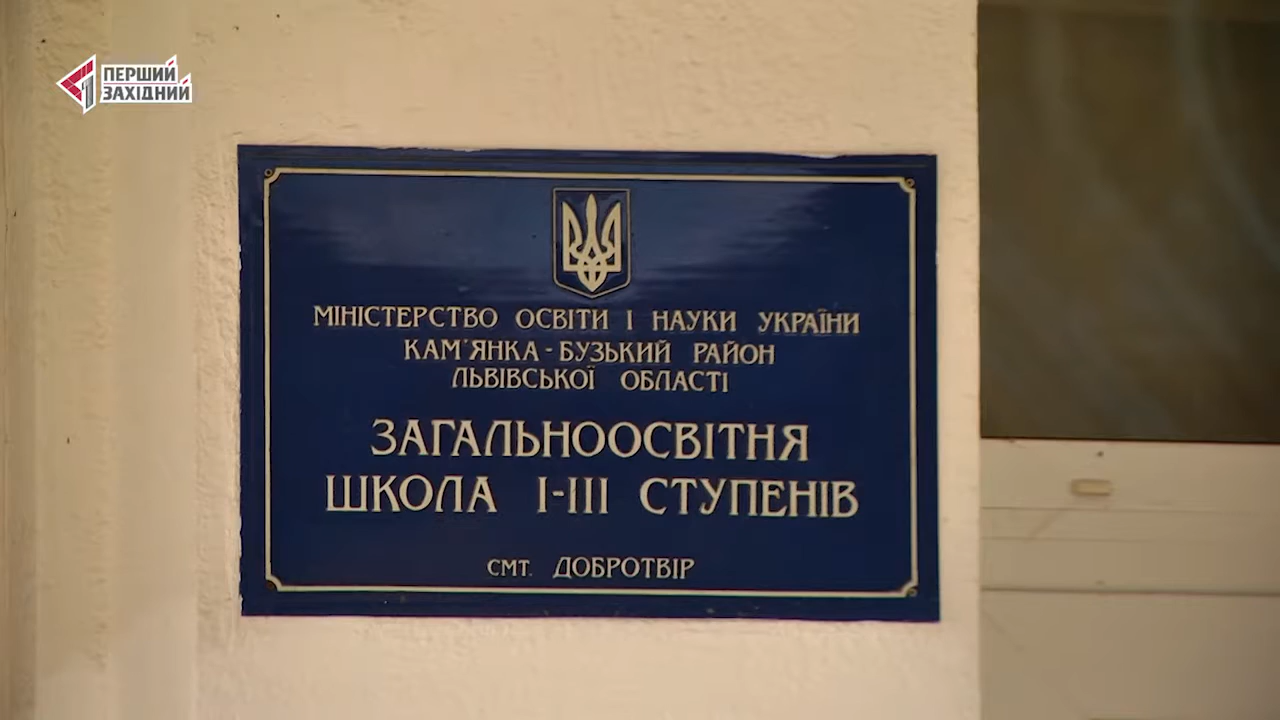 ПЕРШИЙ
ЗАХІДНИЙ
МІНІСТЕРСТВО ОСВІТИ І НАУКИ УКРАЇНИ
КАМ'ЯНКА-БУЗЬКИЙ РАЙОН
ЛЬВІВСЬКОЇ ОБЛАСТІ
ЗАГАЛЬНООСВІТНЯ
ШКОЛА І-ІІІ СТУПЕНІВ
СМТ. ДОБРОТВІР